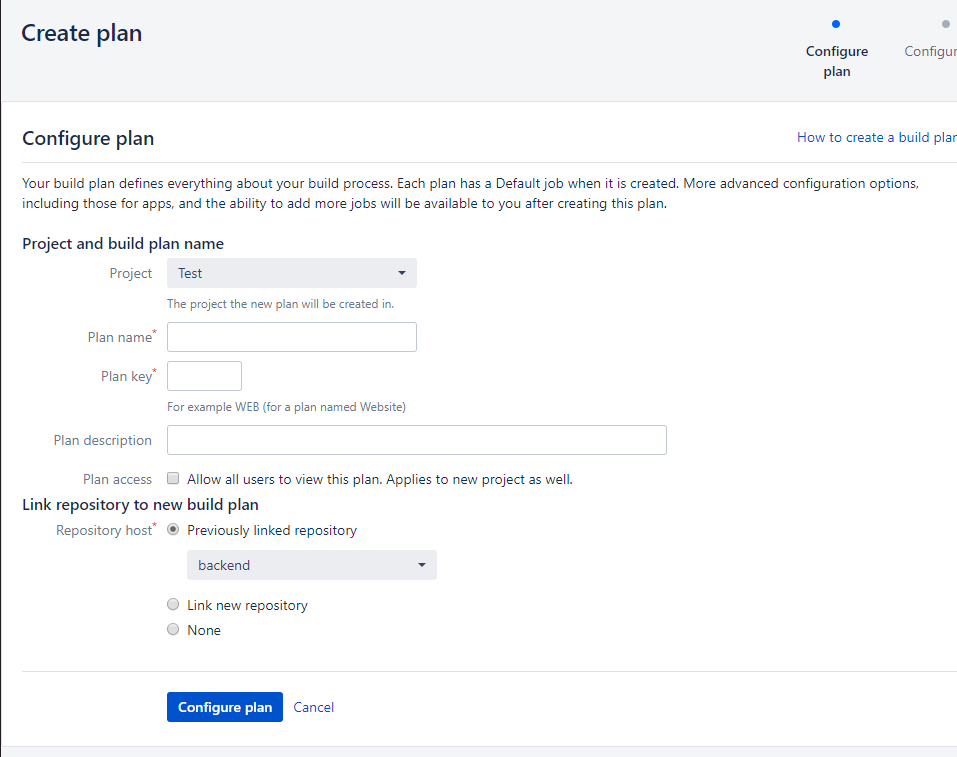 Create plan
Configure
plan
Configur
Configure plan
How to create a build plan
Your build plan defines everything about your build process. Each plan has a Default job when it is created. More advanced configuration options,
including those for apps, and the ability to add more jobs will be available to you after creating this plan.
Project and build plan name
Project
Test
The project the new plan will be created in.
Plan name*
Plan key*
For example WEB (for a plan named Website)
Plan description
Plan access
Allow all users to view this plan. Applies to new project as well.
Link repository to new build plan
Repository host*
Previously linked repository
backend
Link new repository
None
Configure plan
Cancel